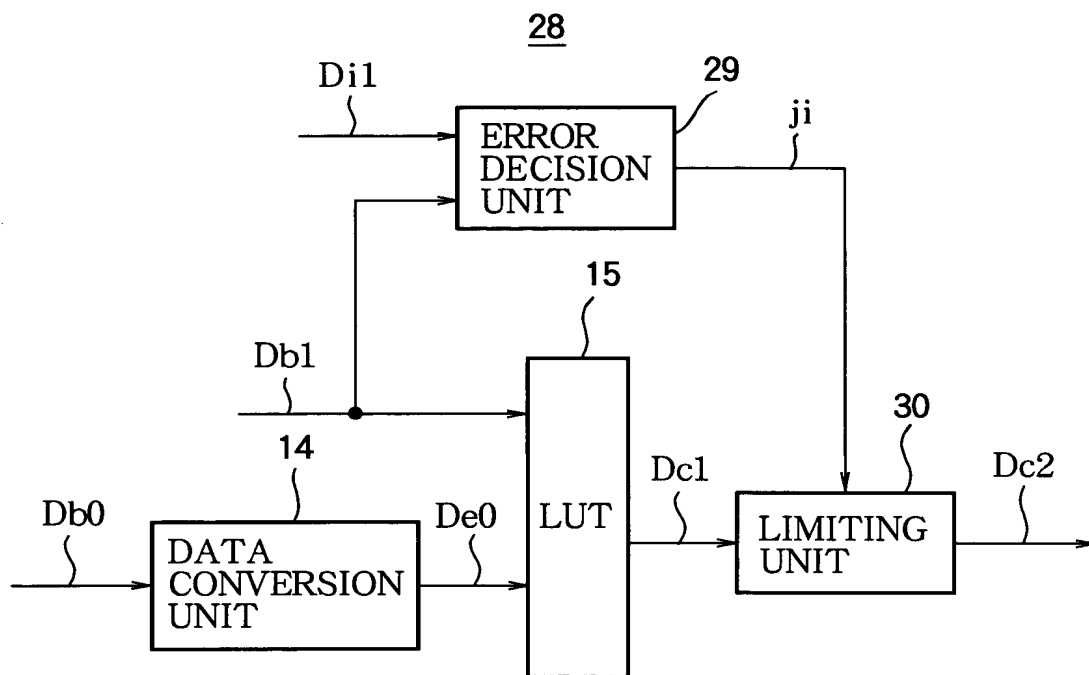 28
Di1
29
ERROR
DECISION
UNIT
ji
15
Db1
30
14
Dc1
Dc2
Db0
De0
LUT
DATA
CONVERSION
UNIT
LIMITING
UNIT